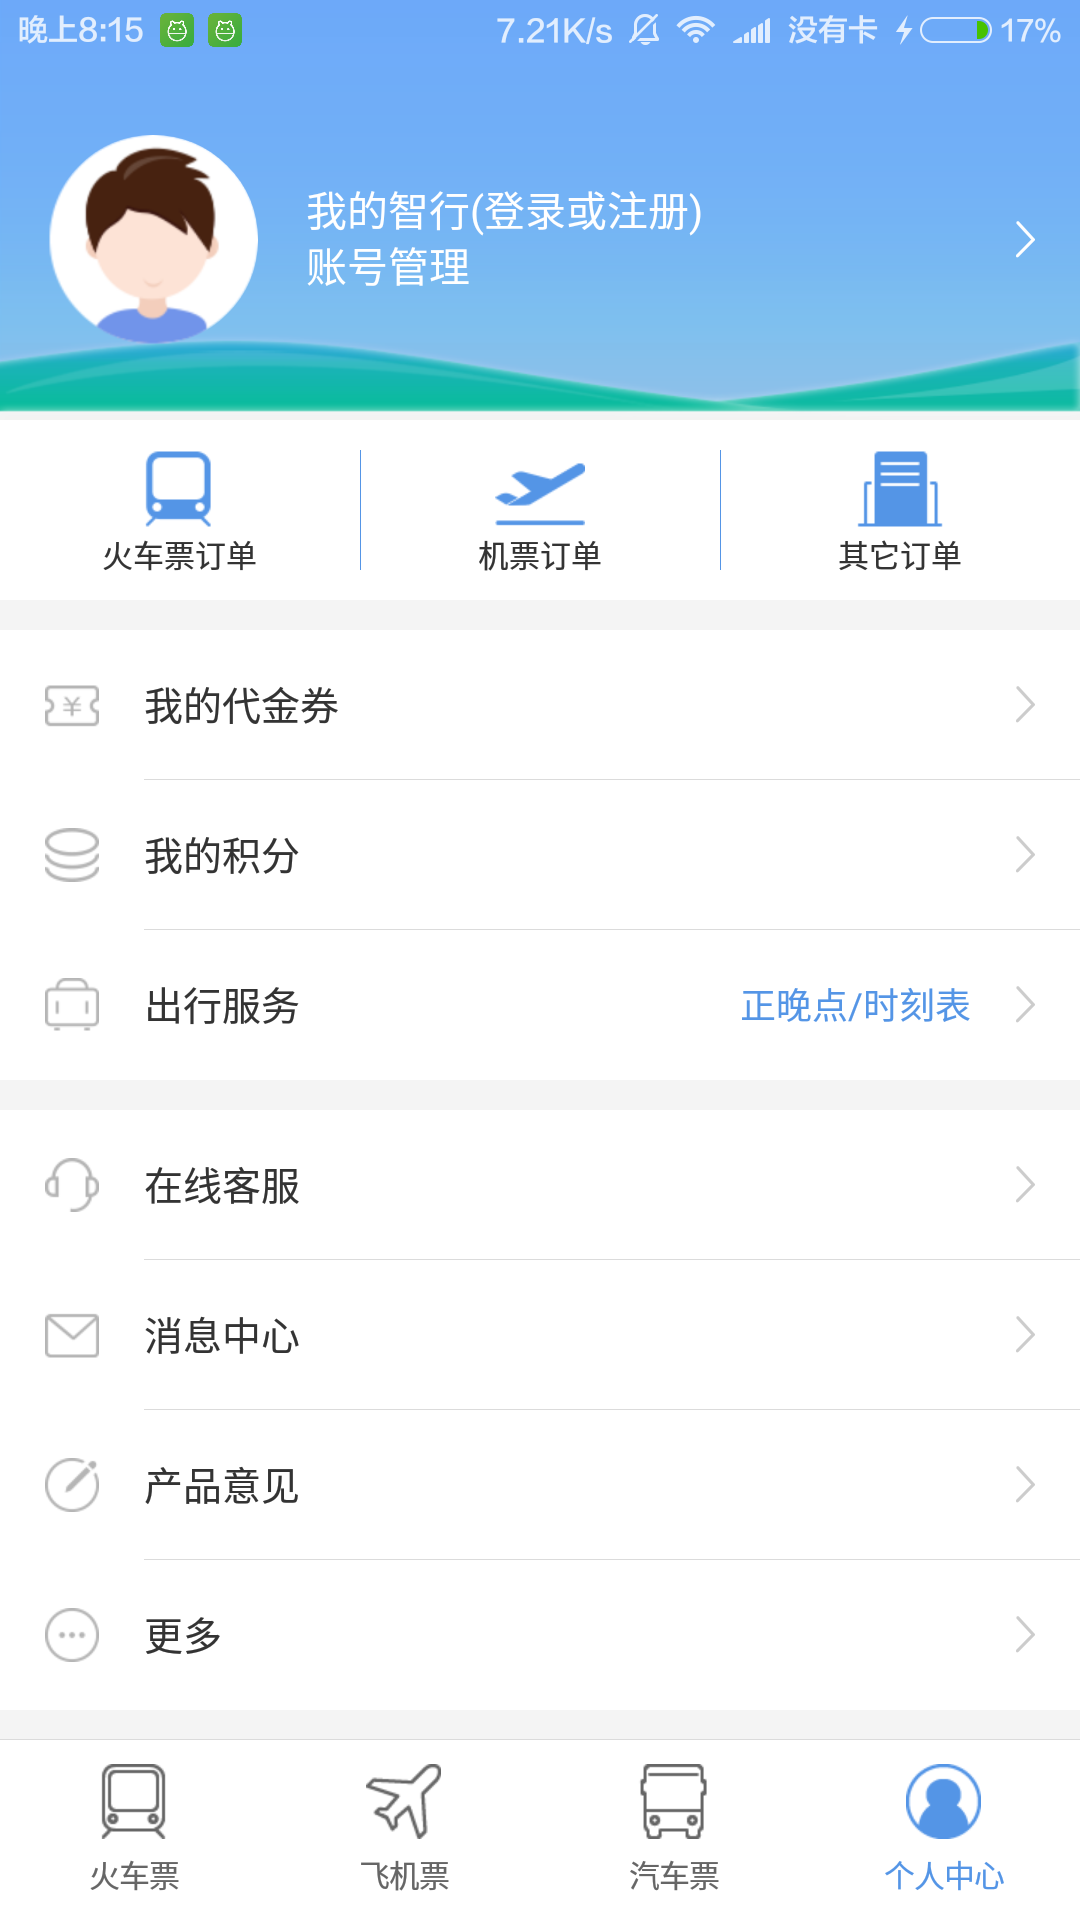 晚上8:15 7.21K/s 没有卡 17%
我的智行(登录或注册)
账号管理
火车票订单 机票订单 其它订单
我的代金券
我的积分
出行服务 正晚点/时刻表
在线客服
消息中心
产品意见
更多
火车票 飞机票 汽车票 个人中心